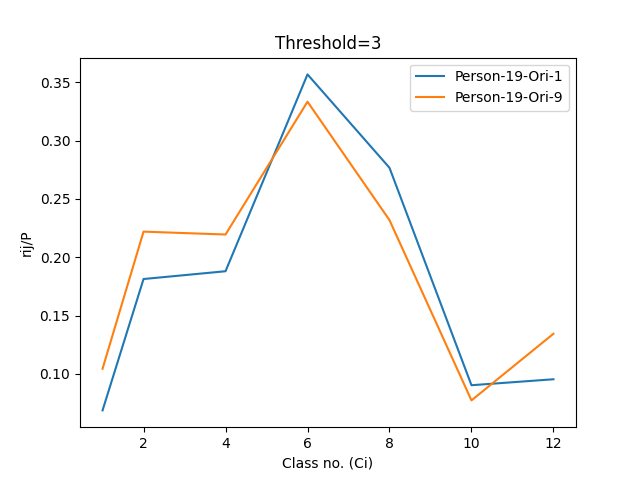 Threshold=3
Person-19-Ori-1
Person-19-Ori-9
0.35
0.30
0.25
0.20
0.15
0.10
rij/P
2 4 6 8 10 12
Class no. (Ci)